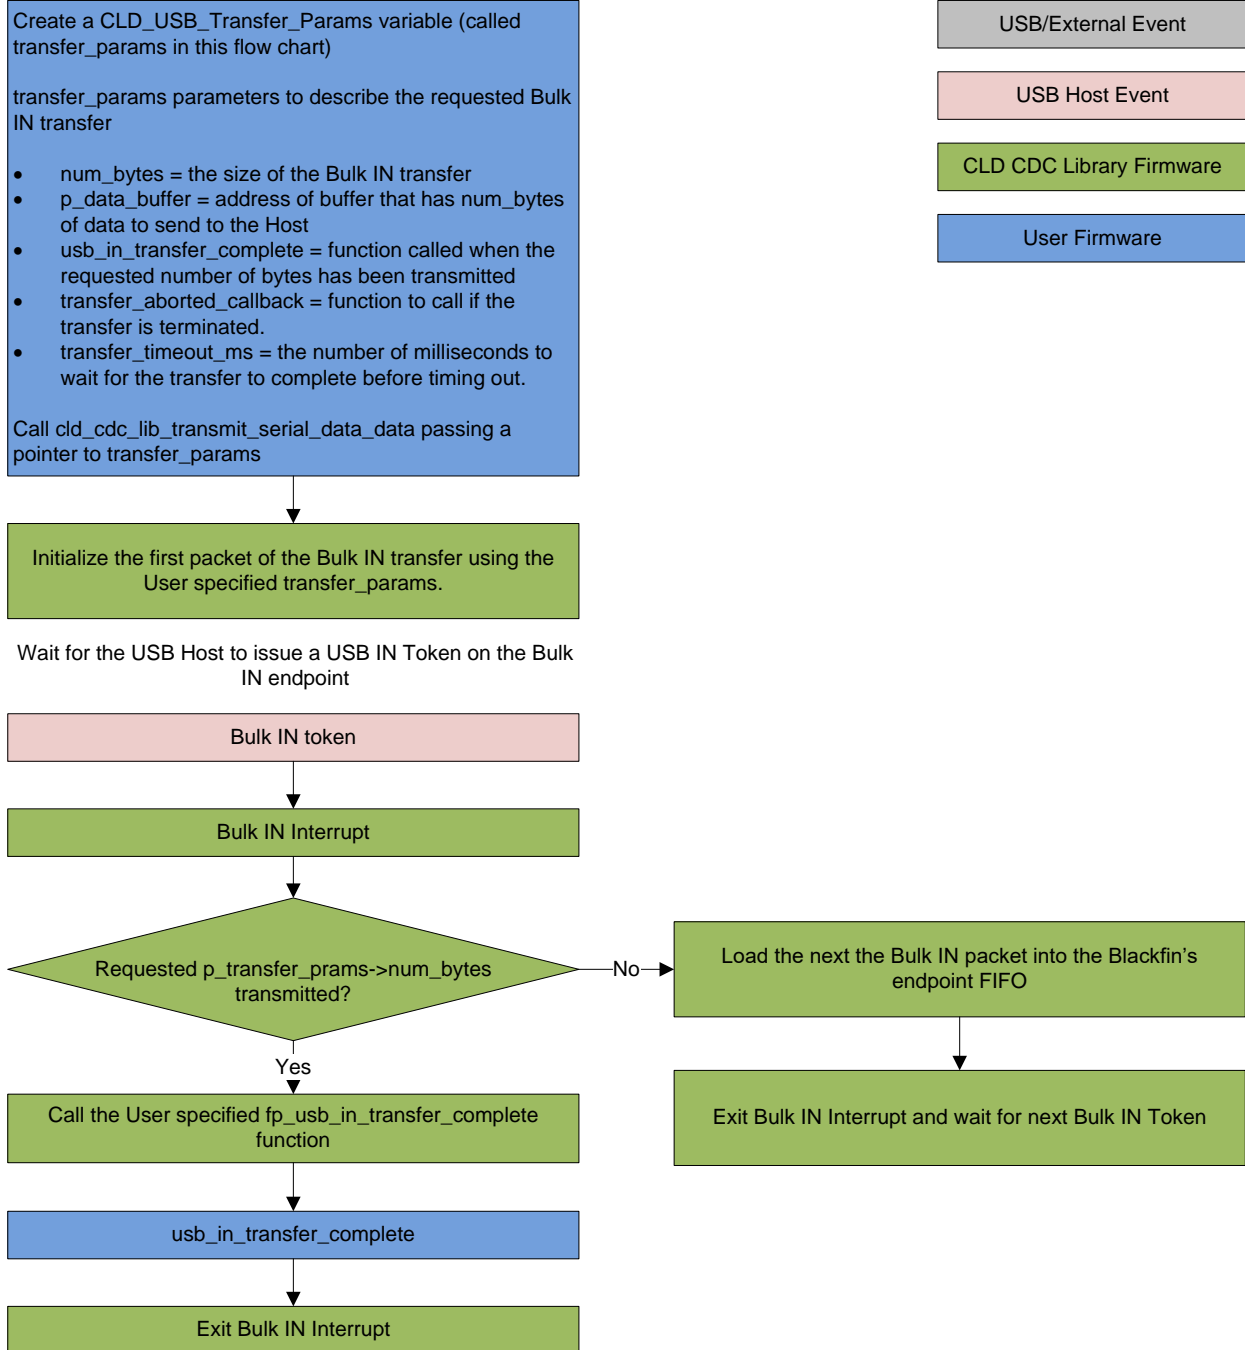 Create a CLD_USB_Transfer_Params variable (called
transfer_params in this flow chart)
transfer_params parameters to describe the requested Bulk
IN transfer
• num_bytes = the size of the Bulk IN transfer
• p_data_buffer = address of buffer that has num_bytes
of data to send to the Host
• usb_in_transfer_complete = function called when the
requested number of bytes has been transmitted
• transfer_aborted_callback = function to call if the
transfer is terminated.
• transfer_timeout_ms = the number of milliseconds to
wait for the transfer to complete before timing out.
Call cld_cdc_lib_transmit_serial_data_data passing a
pointer to transfer_params
USB/External Event
USB Host Event
CLD CDC Library Firmware
User Firmware
Initialize the first packet of the Bulk IN transfer using the
User specified transfer_params.
Wait for the USB Host to issue a USB IN Token on the Bulk
IN endpoint
Bulk IN token
Bulk IN Interrupt
Requested p_transfer_prams->num_bytes
transmitted?
No
Load the next the Bulk IN packet into the Blackfin's
endpoint FIFO
Exit Bulk IN Interrupt and wait for next Bulk IN Token
Yes
Call the User specified fp_usb_in_transfer_complete
function
usb_in_transfer_complete
Exit Bulk IN Interrupt